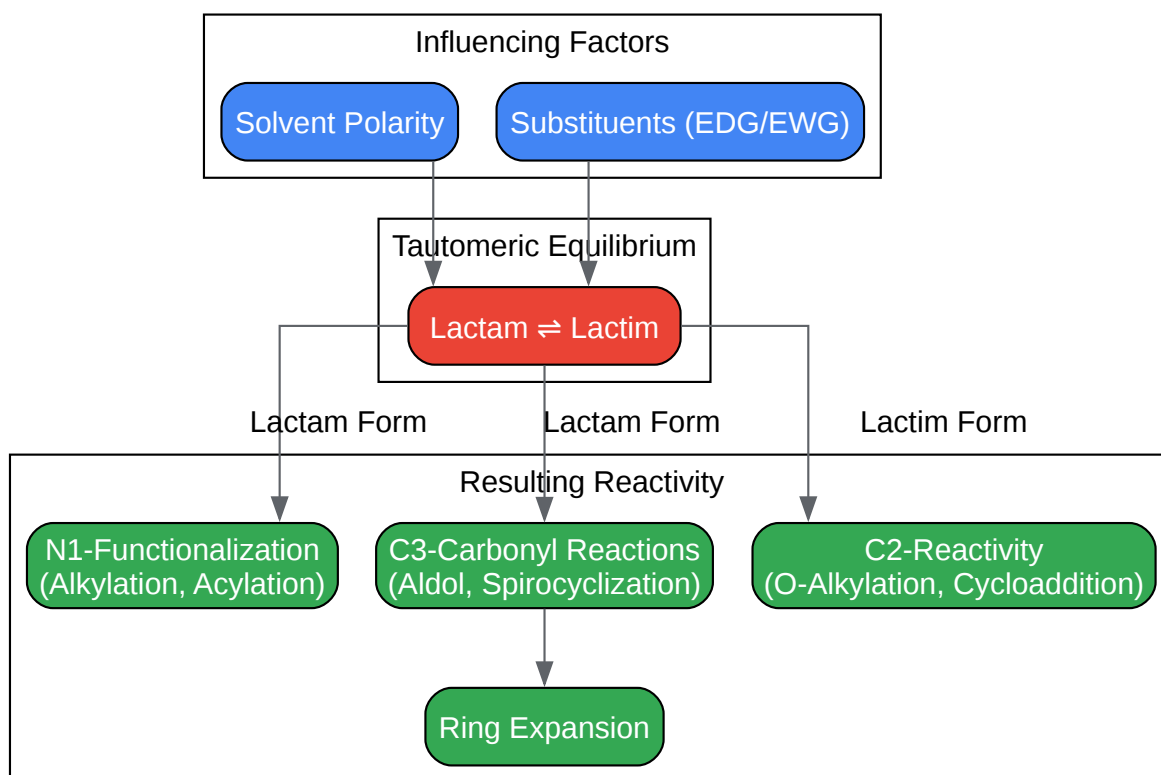 Influencing Factors
Solvent Polarity
Substituents (EDG/EWG)
Tautomeric Equilibrium
Lactam ⇌ Lactim
Lactam Form
Lactam Form
Lactim Form
Resulting Reactivity
N1-Functionalization
(Alkylation, Acylation)
C3-Carbonyl Reactions
(Aldol, Spirocyclization)
C2-Reactivity
(O-Alkylation, Cycloaddition)
Ring Expansion